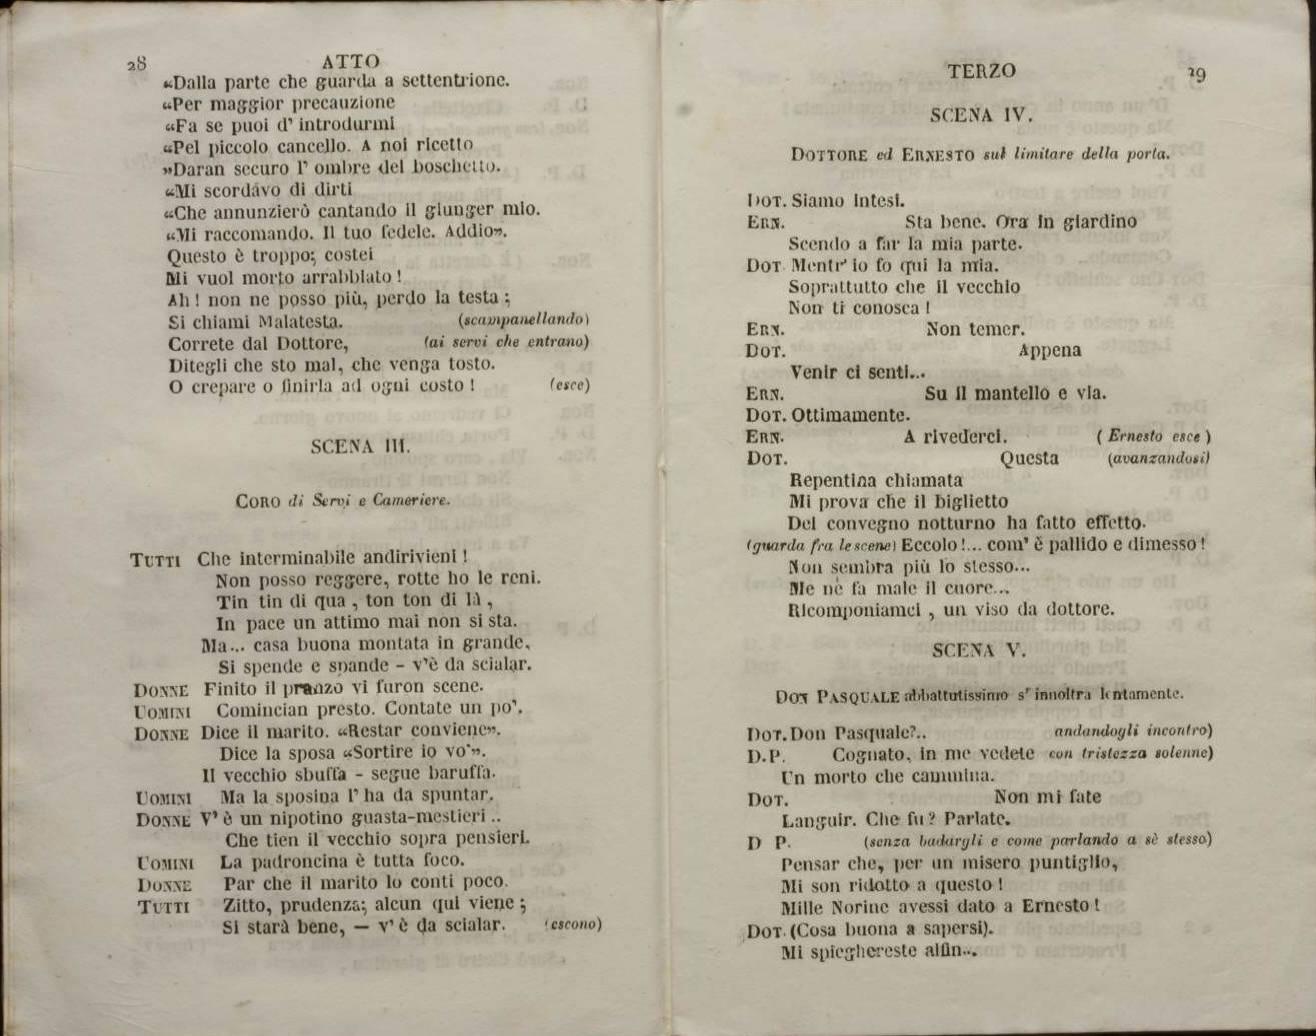 28 ATTO
«Dalla parte che guarda a settentrione.
«Per maggior precauzione
«Fa se puoi d' introdurmi
«Pel piccolo cancello. A noi ricetto
»Daran securo l' ombre del boschetto.
«Mi scordavo di dirti
«Che annunzierò cantando il giunger mio.
«Mi raccomando. Il tuo fedele. Addio».
Questo è troppo; costei
Mi vuol morto arrabbiato!
Ah! non ne posso più, perdo la testa;
Si chiami Malatesta. (scampanellando)
Correte dal Dottore, (ai servi che entrano)
Ditegli che sto mal, che venga tosto.
O crepare o finirla ad ogni costo! (esce)
SCENA III.
CORO di Servi e Cameriere.
TUTTI Che interminabile andirivieni!
Non posso reggere, rotte ho le reni.
Tin tin di qua, ton ton di là,
In pace un attimo mai non si sta.
Ma... casa buona montata in grande,
Si spende e spande - v'è da scialar.
DONNE Finito il pranzo vi furon scene.
UOMINI Comincian presto. Contate un po'.
DONNE Dice il marito. «Restar conviene».
Dice la sposa «Sortire io vo'».
Il vecchio sbuffa - segue baruffa.
UOMINI Ma la sposina l' ha da spuntar.
DONNE V' è un nipotino guasta-mestieri ..
Che tien il vecchio sopra pensieri.
UOMINI La padroncina è tutta foco.
DONNE Par che il marito lo conti poco.
TUTTI Zitto, prudenza; alcun qui viene;
Si starà bene, — v' è da scialar. (escono)
TERZO 29
SCENA IV.
DOTTORE ed ERNESTO sul limitare della porta.
DOT. Siamo intesi.
ERN. Sta bene. Ora in giardino
Scendo a far la mia parte.
DOT. Mentr' io fo qui la mia.
Soprattutto che il vecchio
Non ti conosca!
ERN. Non temer.
DOT. Appena
Venir ci senti...
ERN. Su il mantello e via.
DOT. Ottimamente.
ERN. A rivederci. (Ernesto esce)
DOT. Questa (avanzandosi)
Repentina chiamata
Mi prova che il biglietto
Del convegno notturno ha fatto effetto.
(guarda fra le scene) Eccolo!... com' è pallido e dimesso!
Non sembra più lo stesso...
Me ne fa male il cuore...
Ricomponiamci, un viso da dottore.
SCENA V.
DON PASQUALE abbattutissimo s' innoltra lentamente.
DOT. Don Pasquale?.. andandogli incontro)
D.P. Cognato, in me vedete con tristezza solenne)
Un morto che cammina.
DOT. Non mi fate
Languir. Che fu? Parlate.
D P. (senza badargli e come parlando a sè stesso)
Pensar che, per un misero puntiglio,
Mi son ridotto a questo!
Mille Norine avessi dato a Ernesto!
DOT. (Cosa buona a sapersi).
Mi spieghereste alfin...